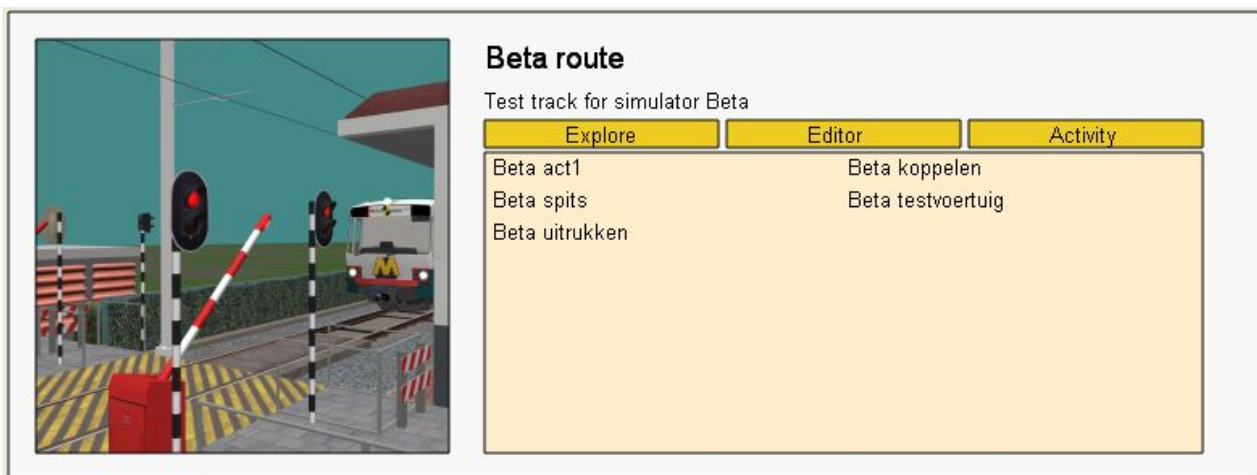 Beta route
Test track for simulator Beta
Explore Editor Activity
Beta act1 Beta koppelen
Beta spits Beta testvoertuig
Beta uitrukken
M